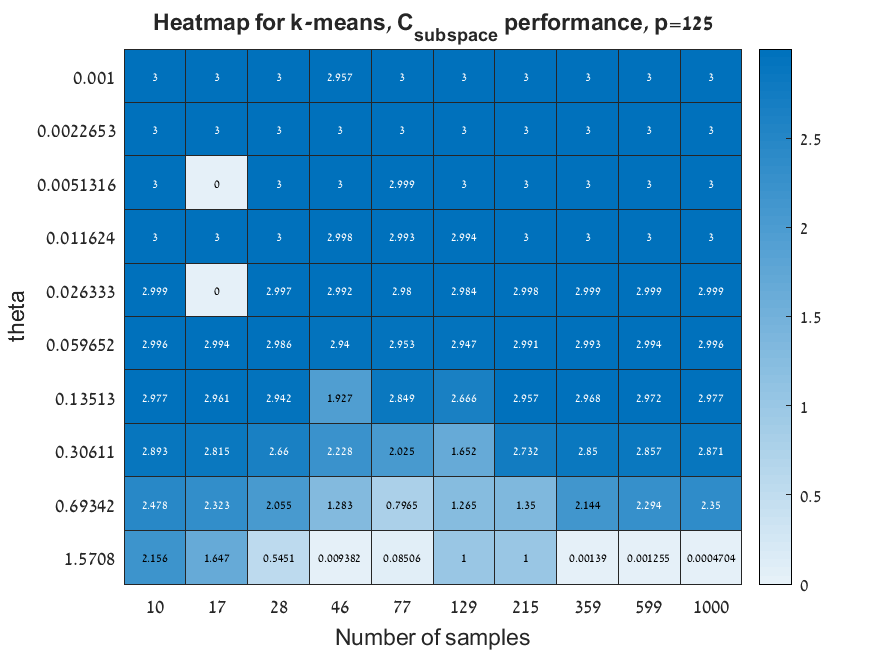 Heatmap for k-means, C_subspace performance, p=125
0.001 3 3 3 2.957 3 3 3 3 3 3
0.0022653 3 3 3 3 3 3 3 3 3 3
0.0051316 3 0 3 3 2.999 3 3 3 3 3
0.011624 3 3 3 2.998 2.993 2.994 3 3 3 3
0.026333 2.999 0 2.997 2.992 2.98 2.984 2.998 2.999 2.999 2.999
0.059652 2.996 2.994 2.986 2.94 2.953 2.947 2.991 2.993 2.994 2.996
0.13513 2.977 2.961 2.942 1.927 2.849 2.666 2.957 2.968 2.972 2.977
0.30611 2.893 2.815 2.66 2.228 2.025 1.652 2.732 2.85 2.857 2.871
0.69342 2.478 2.323 2.055 1.283 0.7965 1.265 1.35 2.144 2.294 2.35
1.5708 2.156 1.647 0.5451 0.009382 0.08506 1 1 0.00139 0.001255 0.0004704
10 17 28 46 77 129 215 359 599 1000
Number of samples
theta
2.5
2
1.5
1
0.5
0